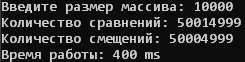 Введите размер массива: 10000
Количество сравнений: 50014999
Количество смещений: 50004999
Время работы: 400 ms